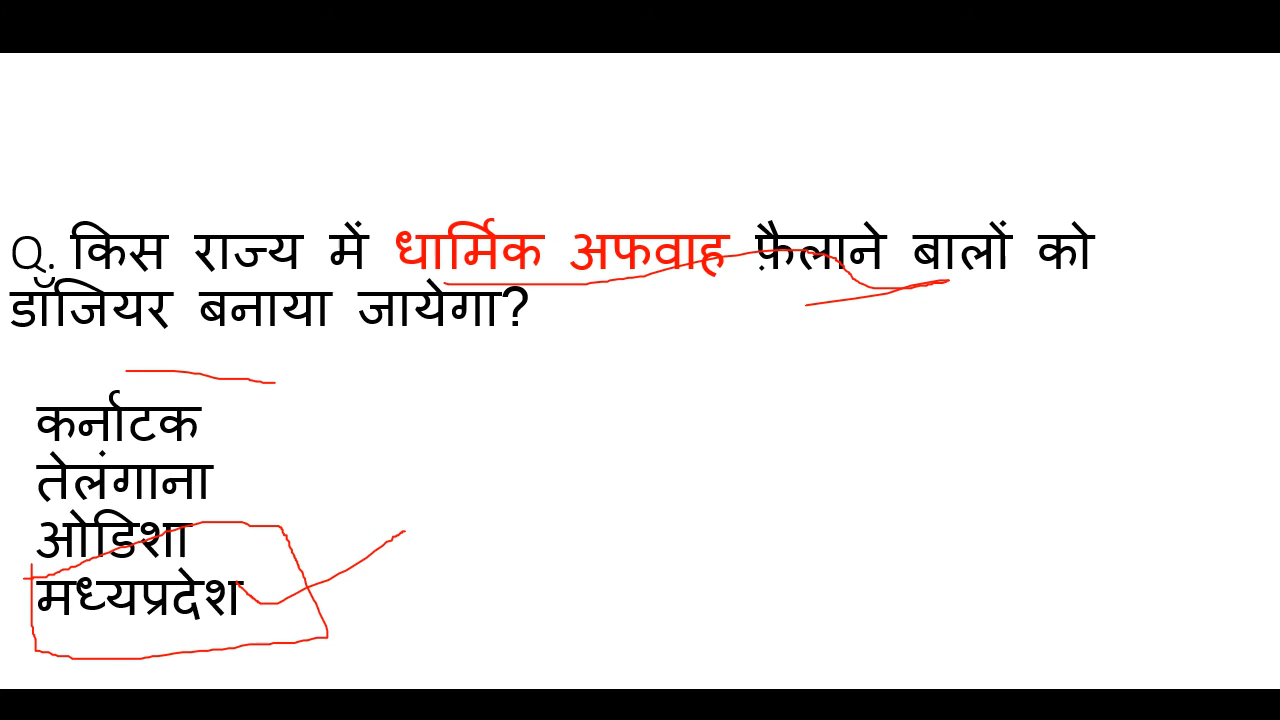 Q. किस राज्य में धार्मिक अफवाह फ़ैलाने बालों को
डॉजियर बनाया जायेगा?
कर्नाटक
तेलंगाना
ओडिशा
मध्यप्रदेश